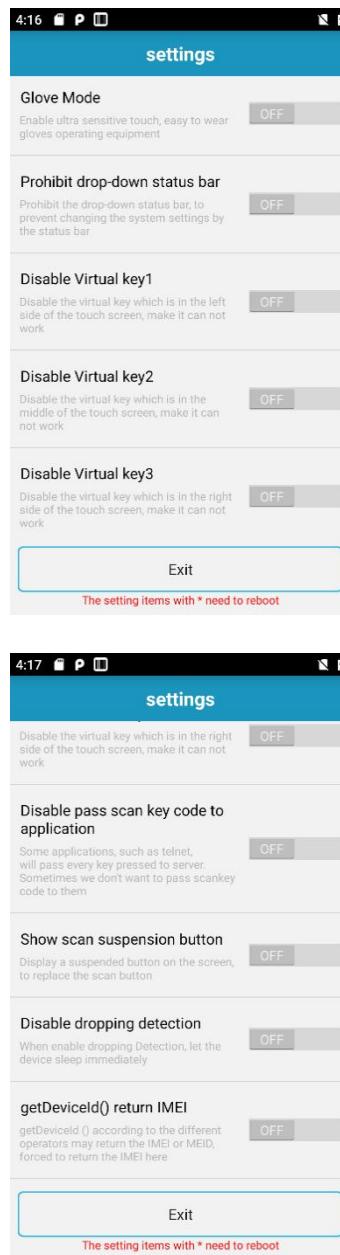 4:16
settings
Glove Mode
Enable ultra sensitive touch, easy to wear
gloves operating equipment
OFF
Prohibit drop-down status bar
Prohibit the drop-down status bar, to
prevent changing the system settings by
the status bar
OFF
Disable Virtual key1
Disable the virtual key which is in the left
side of the touch screen, make it can not
work
OFF
Disable Virtual key2
Disable the virtual key which is in the
middle of the touch screen, make it can
not work
OFF
Disable Virtual key3
Disable the virtual key which is in the right
side of the touch screen, make it can not
work
OFF
Exit
The setting items with * need to reboot
4:17
settings
Disable the virtual key which is in the right
side of the touch screen, make it can not
work
OFF
Disable pass scan key code to
application
Some applications, such as telnet,
will pass every key pressed to server.
Sometimes we don't want to pass scankey
code to them
OFF
Show scan suspension button
Display a suspended button on the screen,
to replace the scan button
OFF
Disable dropping detection
When enable dropping Detection, let the
device sleep immediately
OFF
getDeviceId() return IMEI
getDeviceId () according to the different
operators may return the IMEI or MEID,
forced to return the IMEI here
OFF
Exit
The setting items with * need to reboot